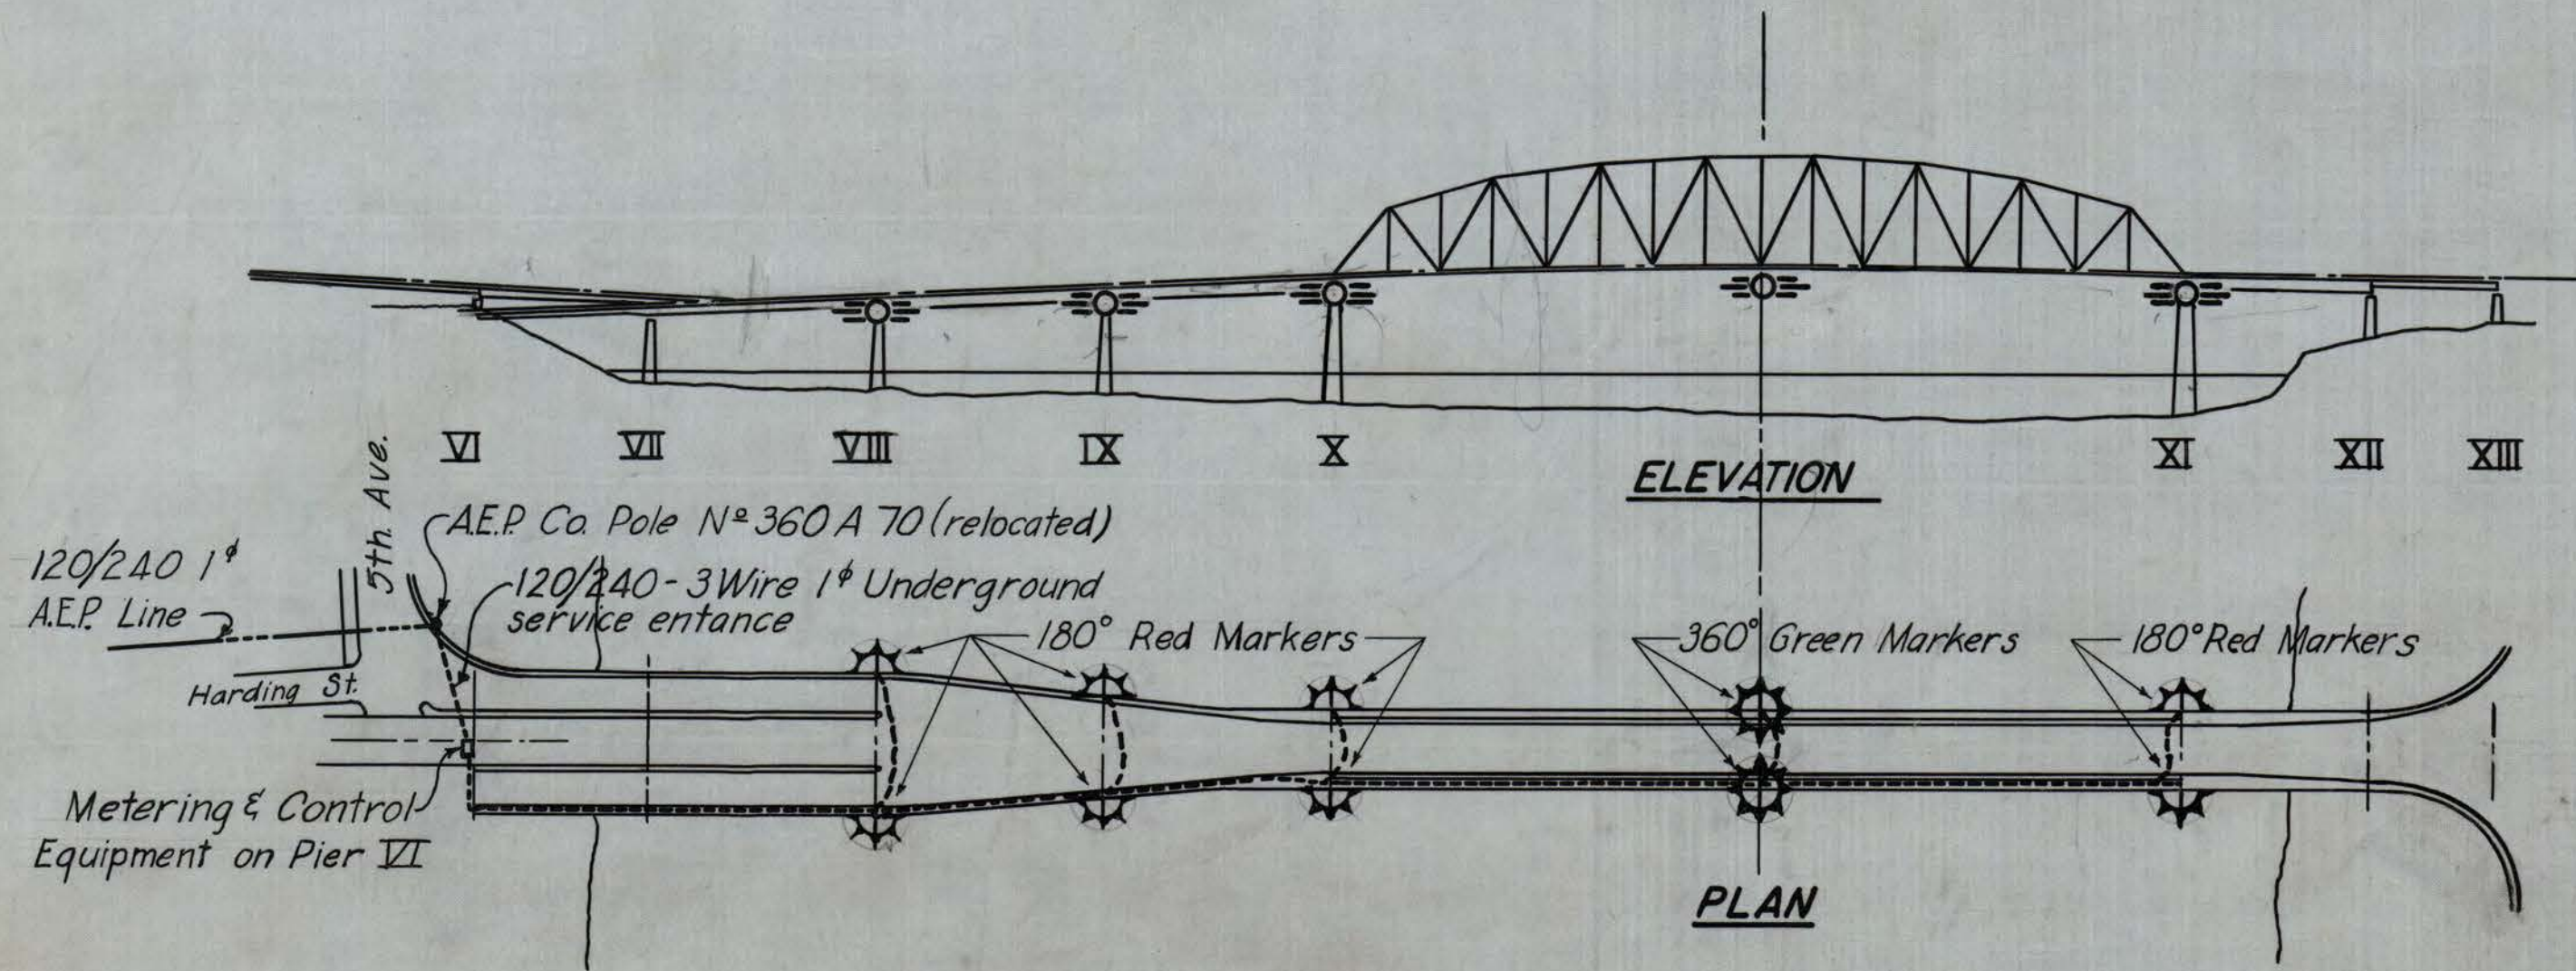 VI
VII
VIII
IX
X
XI
XII
XIII
ELEVATION
5th. Ave.
A.E.P. Co. Pole Nº 360 A 70 (relocated)
120/240 1ϕ
A.E.P. Line
120/240 - 3 Wire 1ϕ Underground
service entance
180° Red Markers
360° Green Markers
180° Red Markers
Harding St.
Metering & Control
Equipment on Pier VI
PLAN